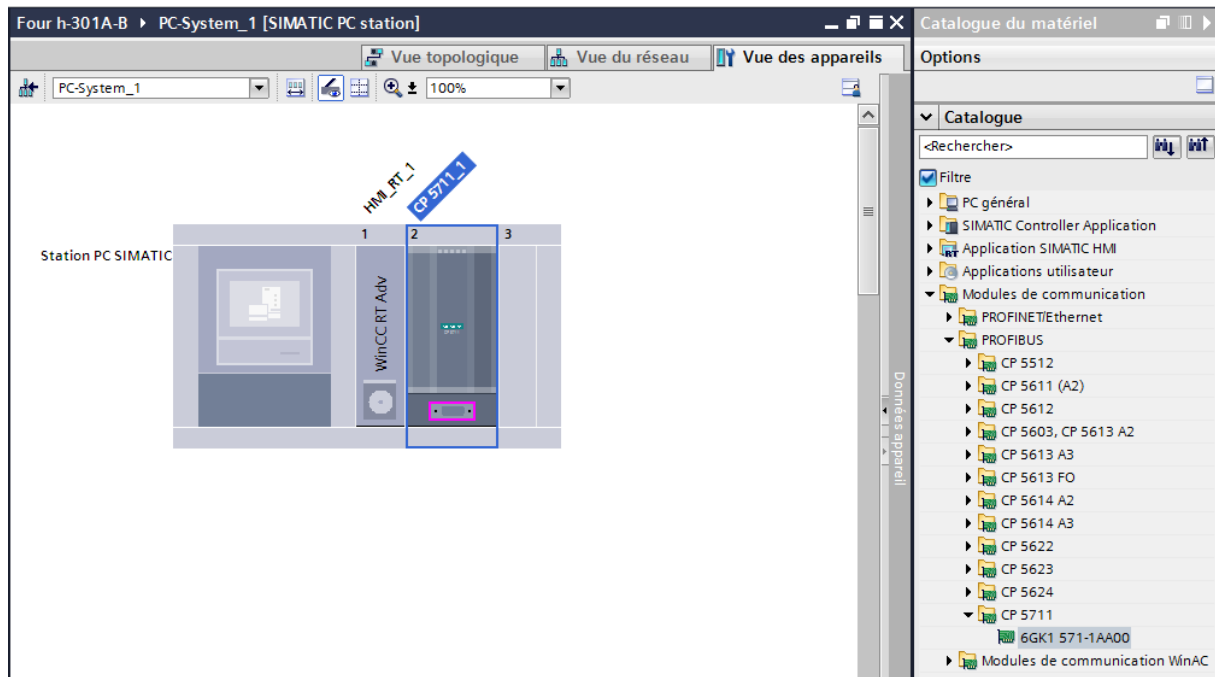 Four h-301A-B ▸ PC-System_1 [SIMATIC PC station]
Vue topologique
Vue du réseau
Vue des appareils
PC-System_1
100%
HMI_RT_1
CP 5711_1
1
2
3
Station PC SIMATIC
WinCC RT Adv
Données appareil
Catalogue du matériel
Options
Catalogue
<Rechercher>
Filtre
PC général
SIMATIC Controller Application
Application SIMATIC HMI
Applications utilisateur
Modules de communication
PROFINET/Ethernet
PROFIBUS
CP 5512
CP 5611 (A2)
CP 5612
CP 5603, CP 5613 A2
CP 5613 A3
CP 5613 FO
CP 5614 A2
CP 5614 A3
CP 5622
CP 5623
CP 5624
CP 5711
6GK1 571-1AA00
Modules de communication WinAC